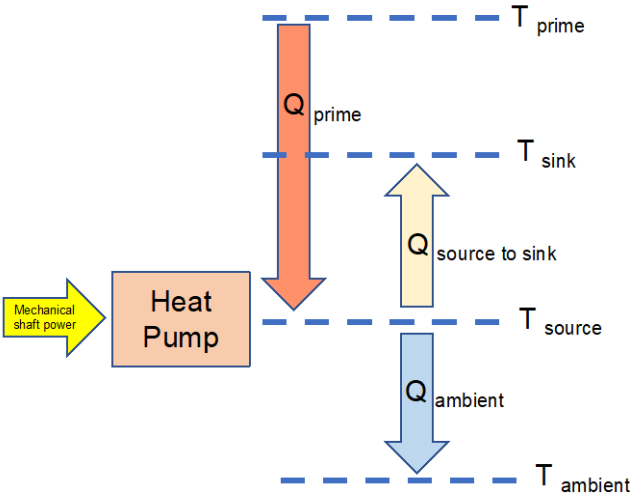 T prime
Q prime
T sink
Q source to sink
Mechanical
shaft power
Heat
Pump
T source
Q ambient
T ambient